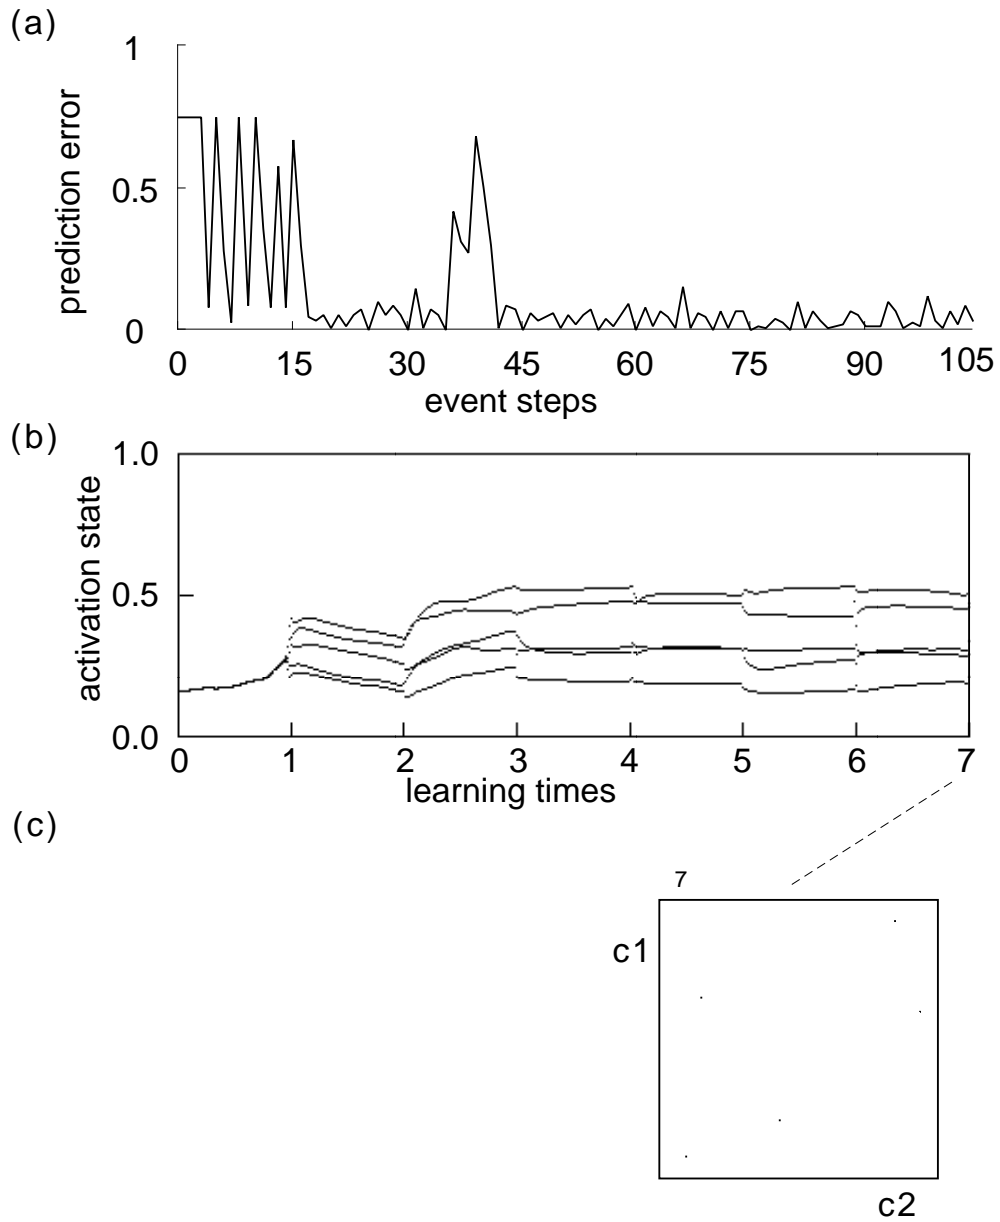 (a)
1
0.5
0
prediction error
0 15 30 45 60 75 90 105
event steps
(b)
1.0
0.5
0.0
activation state
0 1 2 3 4 5 6 7
learning times
(c)
7
c1
c2